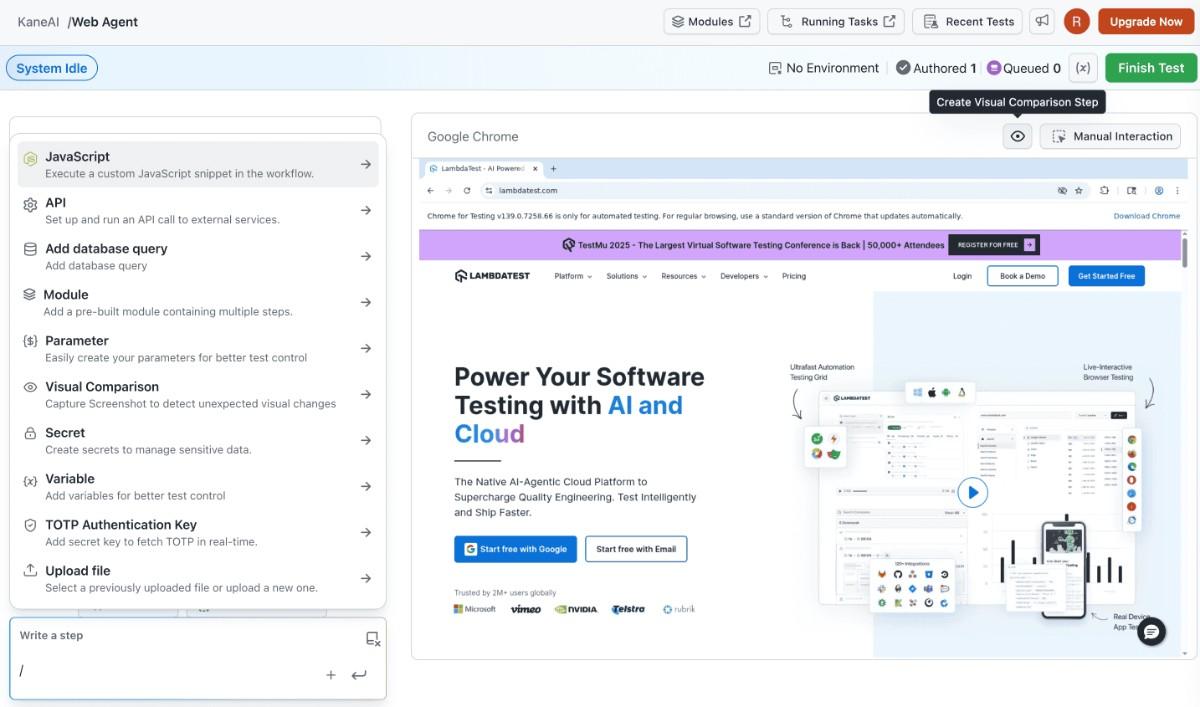 KaneAI /Web Agent
Modules
Running Tasks
Recent Tests
R
Upgrade Now
System Idle
No Environment
Authored 1
Queued 0
(x)
Finish Test
Create Visual Comparison Step
Google Chrome
Manual Interaction
JavaScript
Execute a custom JavaScript snippet in the workflow.
API
Set up and run an API call to external services.
Add database query
Add database query
Module
Add a pre-built module containing multiple steps.
Parameter
Easily create your parameters for better test control
Visual Comparison
Capture Screenshot to detect unexpected visual changes
Secret
Create secrets to manage sensitive data.
Variable
Add variables for better test control
TOTP Authentication Key
Add secret key to fetch TOTP in real-time.
Upload file
Select a previously uploaded file or upload a new one.
Write a step
/
LambdaTest - AI Powered
lambdatest.com
Chrome for Testing v139.0.7258.66 is only for automated testing. For regular browsing, use a standard version of Chrome that updates automatically.
Download Chrome
TestMu 2025 - The Largest Virtual Software Testing Conference is Back | 50,000+ Attendees
REGISTER FOR FREE
LAMBDATEST
Platform
Solutions
Resources
Developers
Pricing
Login
Book a Demo
Get Started Free
Power Your Software
Testing with AI and
Cloud
The Native AI-Agentic Cloud Platform to
Supercharge Quality Engineering. Test Intelligently
and Ship Faster.
Start free with Google
Start free with Email
Trusted by 2M+ users globally
Microsoft
vimeo
NVIDIA
Telstra
rubrik
Ultrafast Automation
Testing Grid
Live-Interactive
Browser Testing
LAMBDATEST
120+ Integrations
Real Device
App